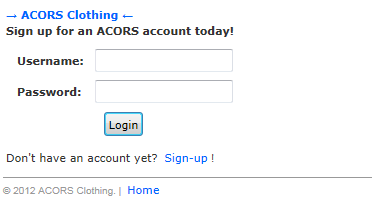 → ACORS Clothing ←
Sign up for an ACORS account today!
Username:
Password:
Login
Don't have an account yet? Sign-up !
© 2012 ACORS Clothing. | Home